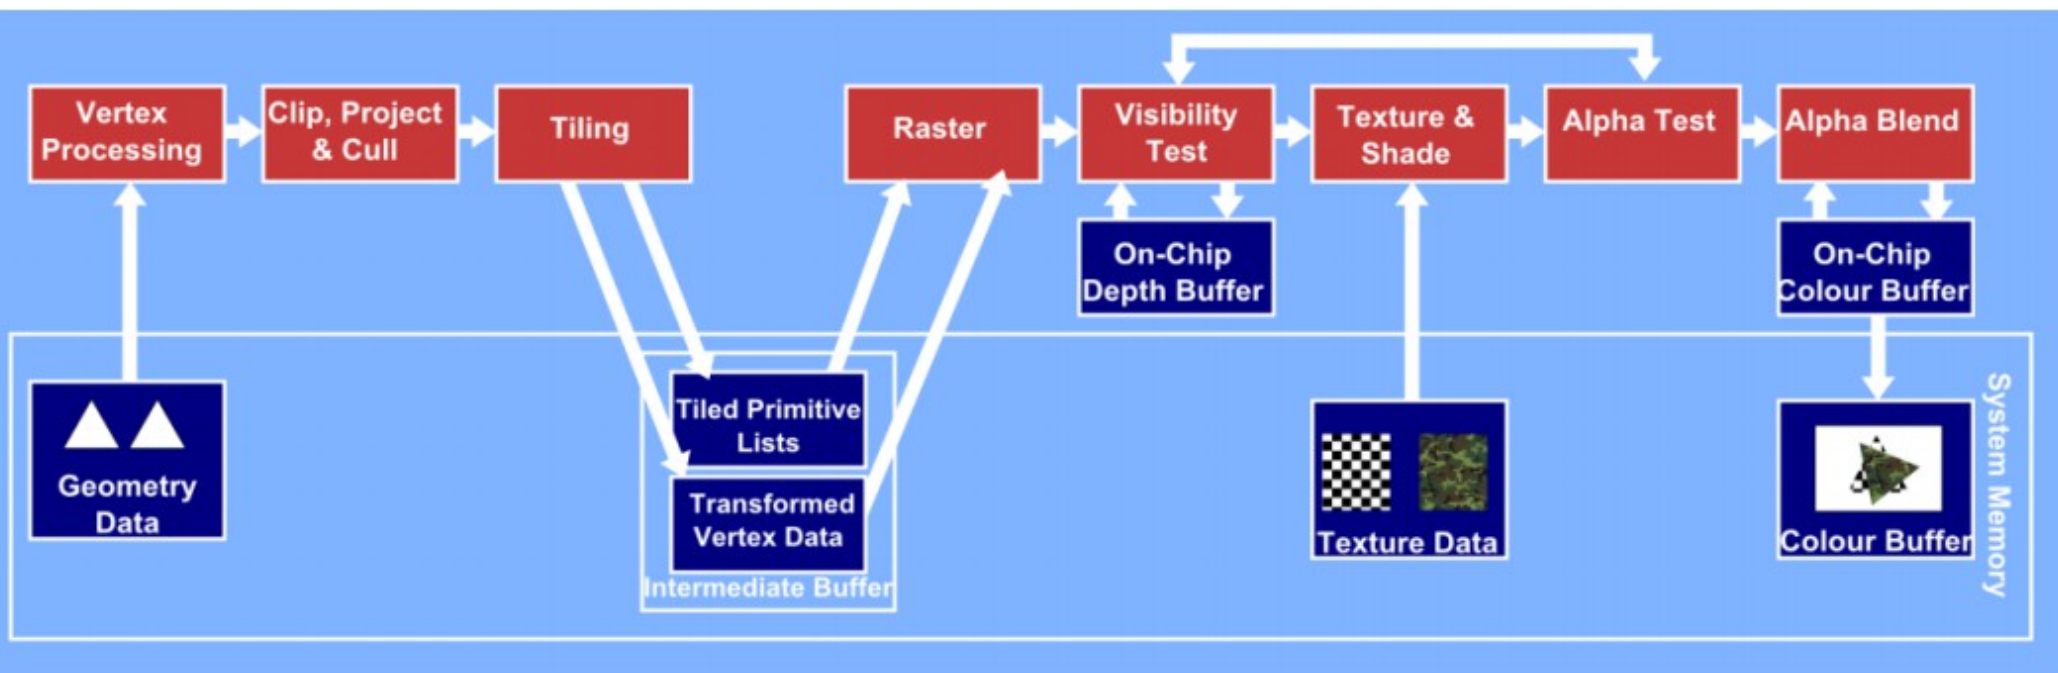 Vertex
Processing
Clip, Project
& Cull
Tiling
Raster
Visibility
Test
Texture &
Shade
Alpha Test
Alpha Blend
On-Chip
Depth Buffer
On-Chip
Colour Buffer
Geometry
Data
Tiled Primitive
Lists
Transformed
Vertex Data
Intermediate Buffer
Texture Data
Colour Buffer
System Memory